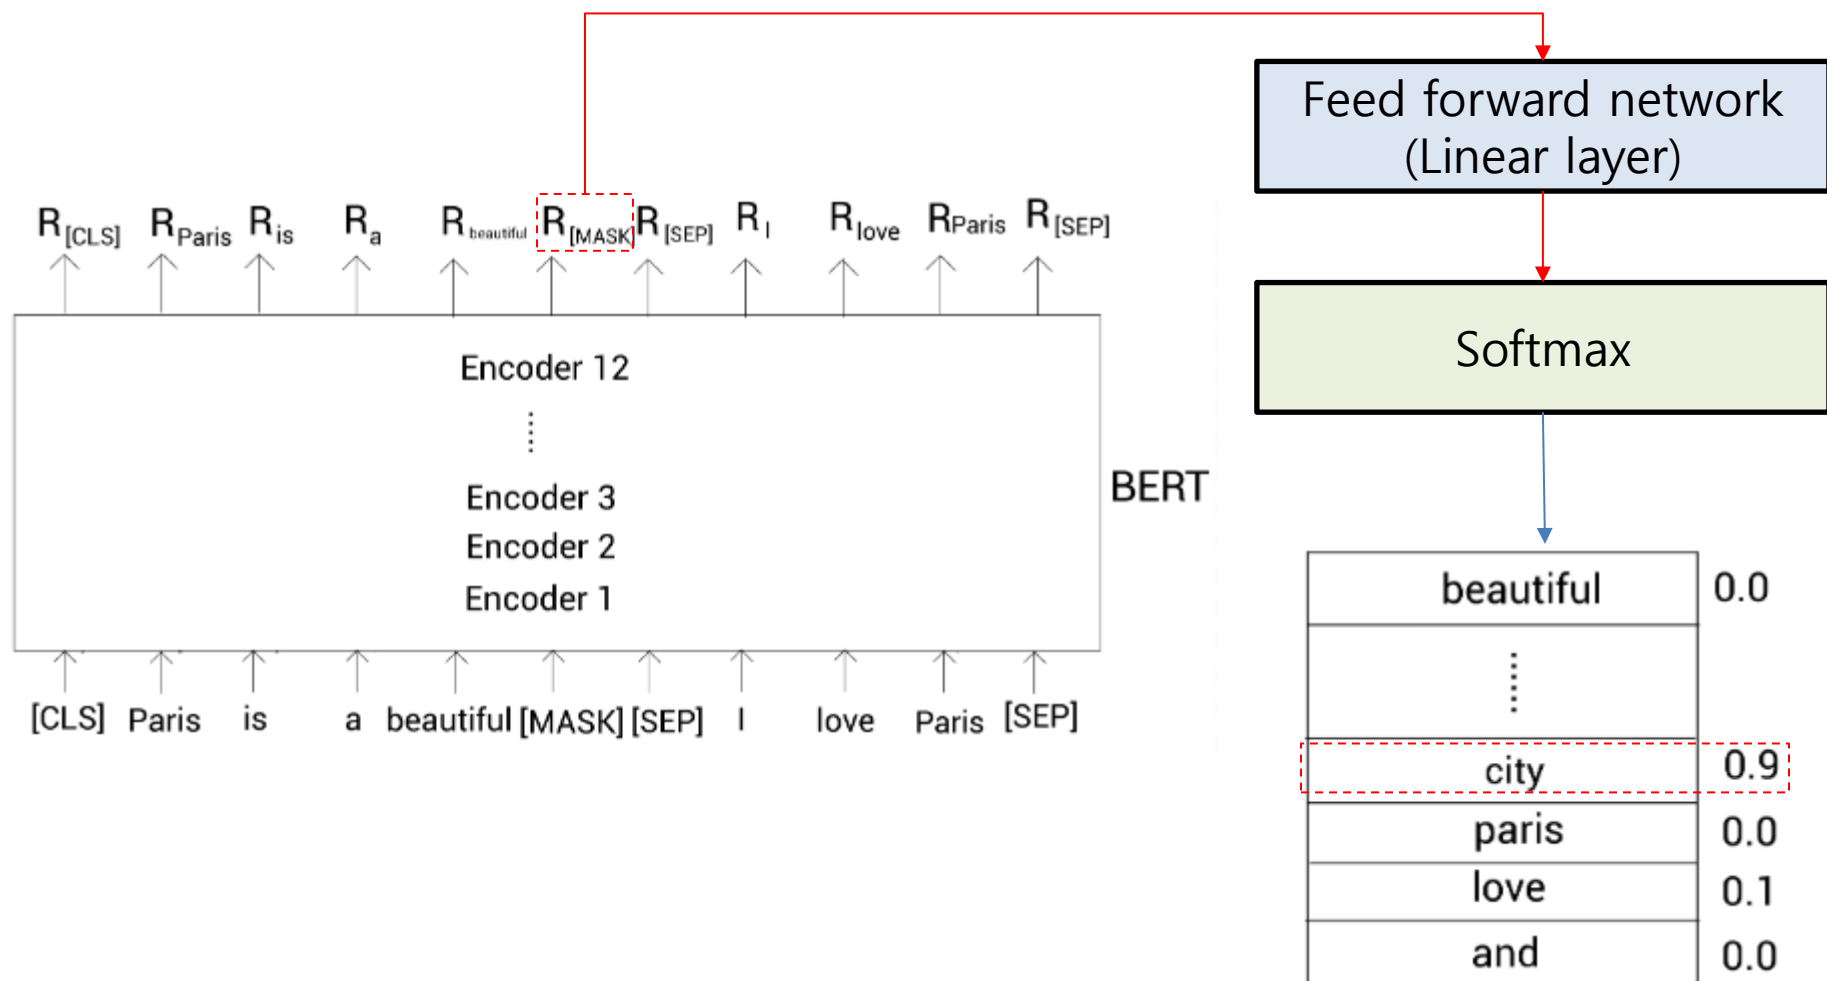 Feed forward network
(Linear layer)
R[CLS] RParis Ris Ra Rbeautiful R[MASK] R[SEP] RI Rlove RParis R[SEP]
Softmax
Encoder 12
Encoder 3
Encoder 2
Encoder 1
BERT
[CLS] Paris is a beautiful [MASK] [SEP] I love Paris [SEP]
beautiful 0.0
city 0.9
paris 0.0
love 0.1
and 0.0